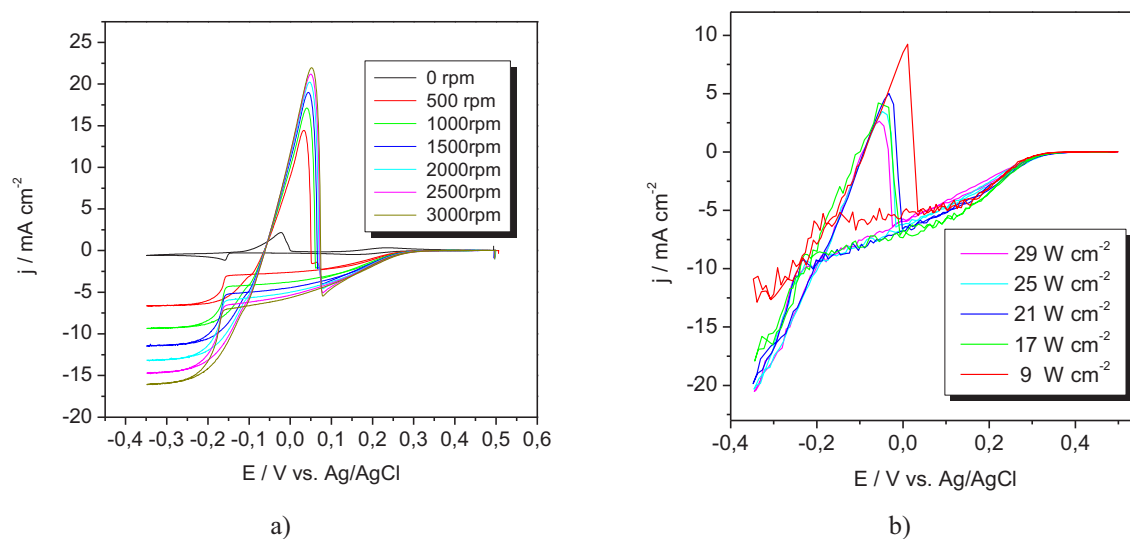 25
20
15
10
5
0
-5
-10
-15
-20
j / mA cm-2
-0,4 -0,3 -0,2 -0,1 0,0 0,1 0,2 0,3 0,4 0,5 0,6
E / V vs. Ag/AgCl
0 rpm
500 rpm
1000rpm
1500rpm
2000rpm
2500rpm
3000rpm
a)
10
5
0
-5
-10
-15
-20
j / mA cm-2
-0,4 -0,2 0,0 0,2 0,4
E / V vs. Ag/AgCl
29 W cm-2
25 W cm-2
21 W cm-2
17 W cm-2
9 W cm-2
b)